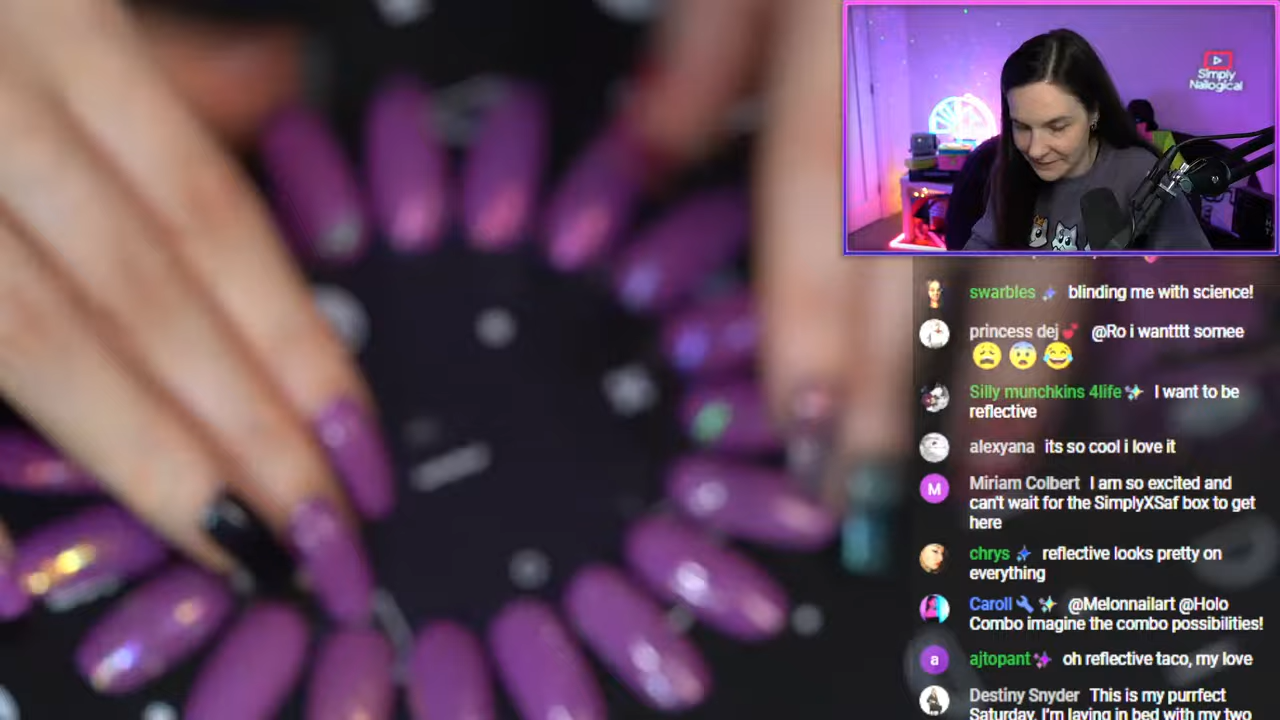 Simply
Nailogical
swarbles blinding me with science!
princess dej @Ro i wantttt somee
Silly munchkins 4life I want to be
reflective
alexyana its so cool i love it
M
Miriam Colbert I am so excited and
can't wait for the SimplyXSaf box to get
here
chrys reflective looks pretty on
everything
Caroll @Melonnailart @Holo
Combo imagine the combo possibilities!
a
ajtopant oh reflective taco, my love
Destiny Snyder This is my purrfect
Saturday. I'm laying in bed with my two